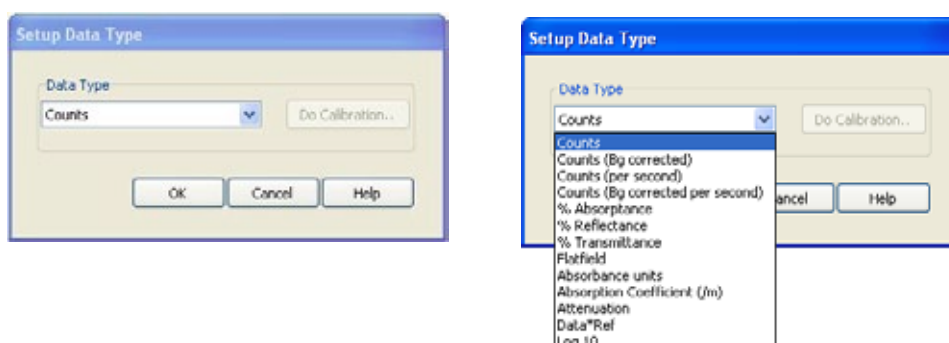 Setup Data Type
Data Type
Counts
Do Calibration..
OK
Cancel
Help
Setup Data Type
Data Type
Counts
Do Calibration..
Counts
Counts (Bg corrected)
Counts (per second)
Counts (Bg corrected per second)
% Absorptance
% Reflectance
% Transmittance
Flatfield
Absorbance units
Absorption Coefficient (/m)
Attenuation
Data*Ref
Log 10
ancel
Help